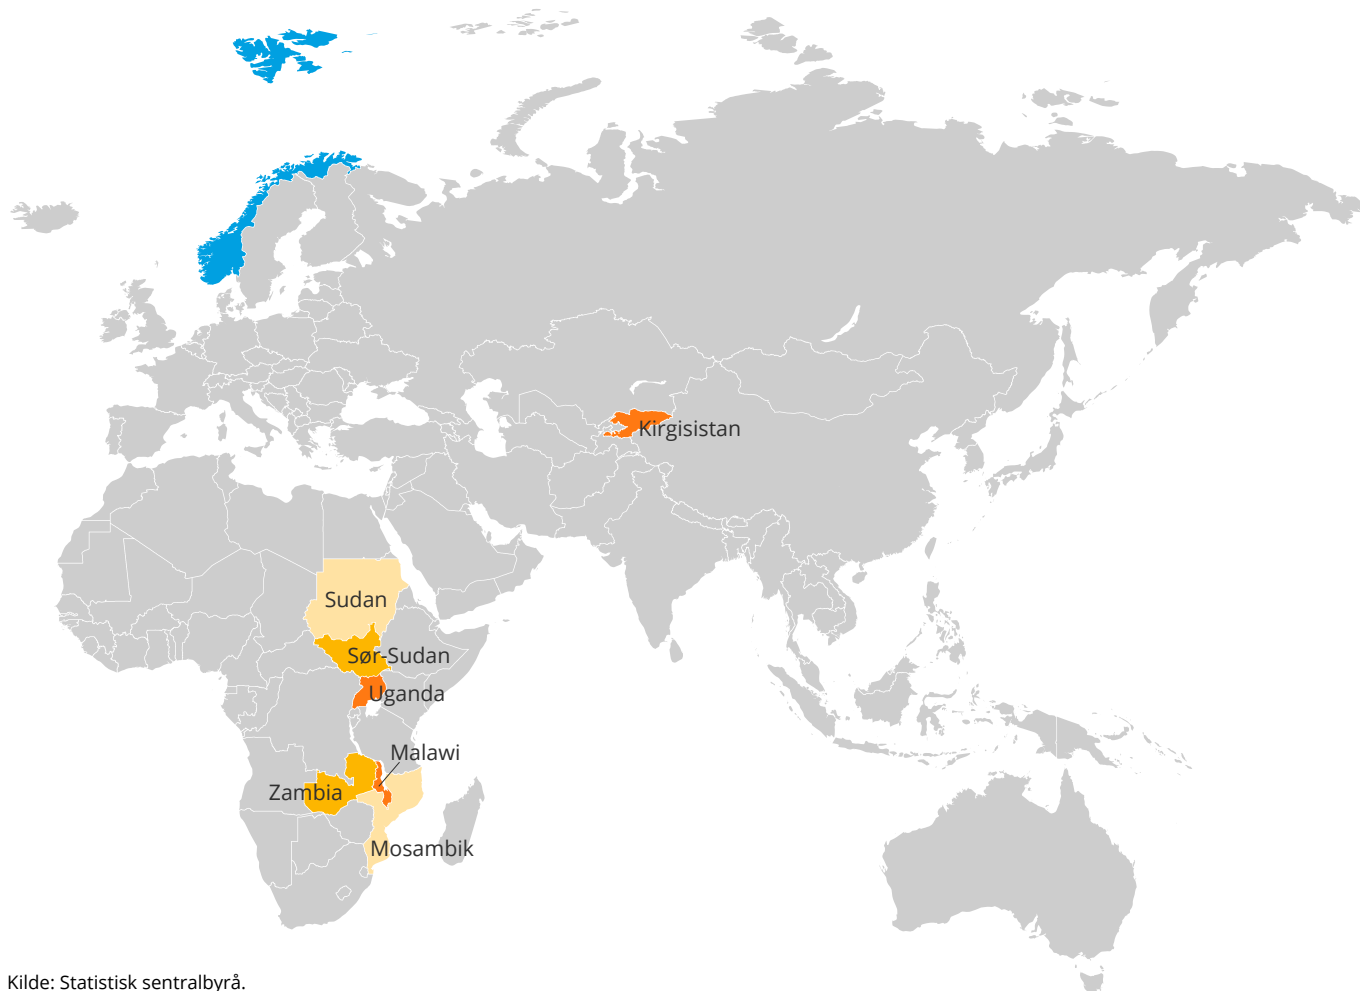 Kirgisistan
Sudan
Sør-Sudan
Uganda
Malawi
Zambia
Mosambik
Kilde: Statistisk sentralbyrå.